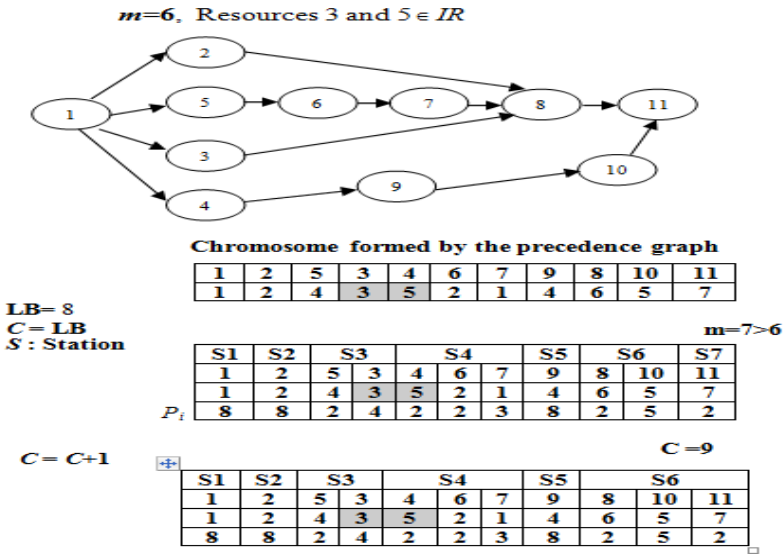 m=6, Resources 3 and 5 ∈ IR
2
5 6 7 8 11
1
3
10
9
4
Chromosome formed by the precedence graph
1 2 5 3 4 6 7 9 8 10 11
1 2 4 3 5 2 1 4 6 5 7
LB= 8
C = LB
S : Station
m=7>6
S1 S2 S3 S4 S5 S6 S7
1 2 5 3 4 6 7 9 8 10 11
1 2 4 3 5 2 1 4 6 5 7
Pi 8 8 2 4 2 2 3 8 2 5 2
C = C+1
C =9
S1 S2 S3 S4 S5 S6
1 2 5 3 4 6 7 9 8 10 11
1 2 4 3 5 2 1 4 6 5 7
8 8 2 4 2 2 3 8 2 5 2